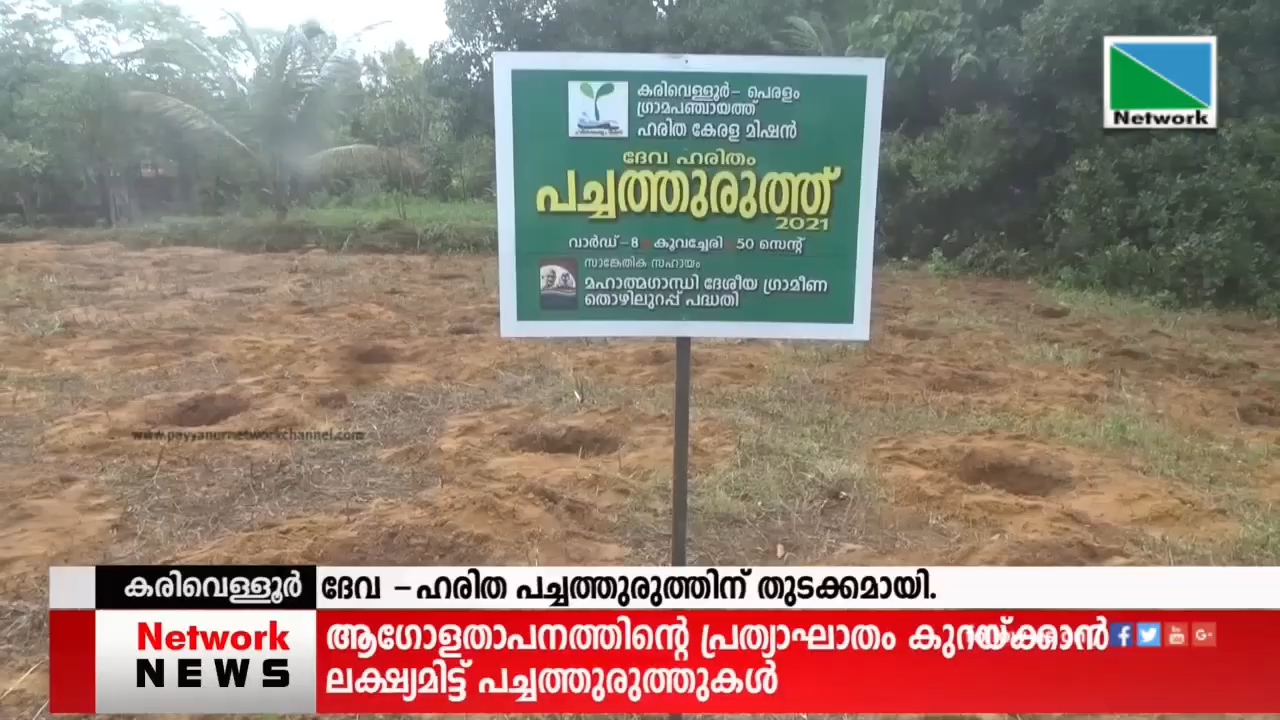 കരിവെള്ളൂർ- പെരളം
ഗ്രാമപഞ്ചായത്ത്
ഹരിത കേരള മിഷൻ
ദേവ ഹരിതം
പച്ചത്തുരുത്ത്
2021
വാർഡ്-8 കൂവച്ചേരി 50 സെന്റ്
സാങ്കേതിക സഹായം
മഹാത്മഗാന്ധി ദേശീയ ഗ്രാമീണ
തൊഴിലുറപ്പ് പദ്ധതി
Network
www.payyanurnetworkchannel.com
കരിവെള്ളൂർ ദേവ -ഹരിത പച്ചത്തുരുത്തിന് തുടക്കമായി.
Network
NEWS
ആഗോളതാപനത്തിന്റെ പ്രത്യാഘാതം കുറയ്ക്കാൻ
ലക്ഷ്യമിട്ട് പച്ചത്തുരുത്തുകൾ